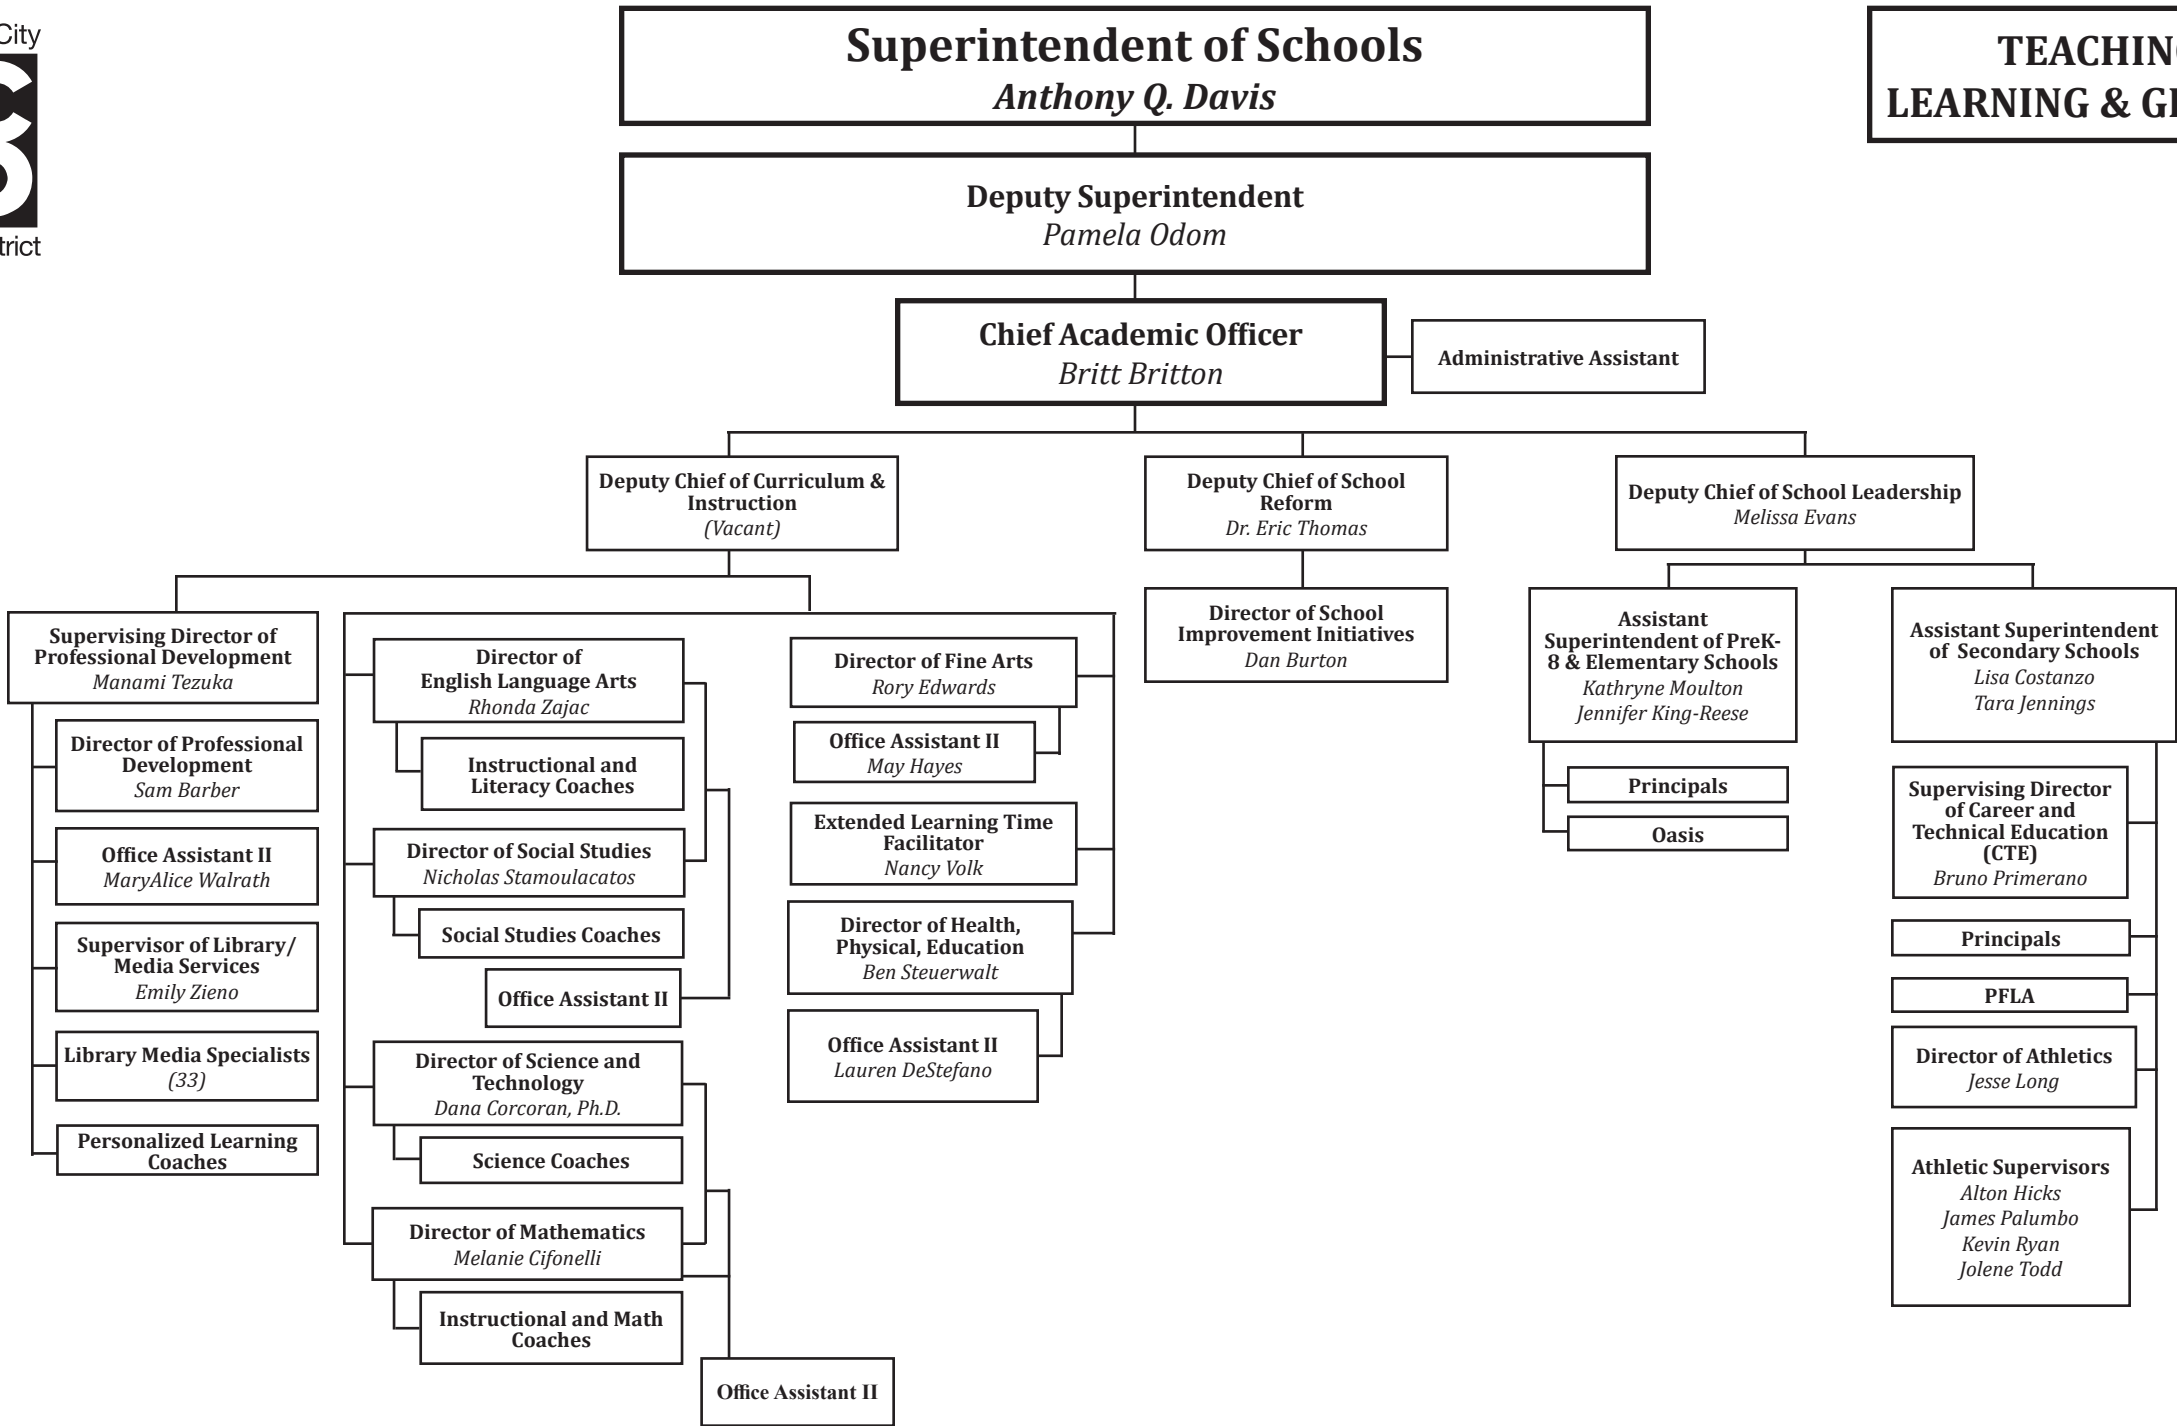 City
trict
Superintendent of Schools
Anthony Q. Davis
TEACHING
LEARNING &
Deputy Superintendent
Pamela Odom
Chief Academic Officer
Britt Britton
Administrative Assistant
Deputy Chief of Curriculum &
Instruction
(Vacant)
Deputy Chief of School
Reform
Dr. Eric Thomas
Deputy Chief of School Leadership
Melissa Evans
Supervising Director of
Professional Development
Manami Tezuka
Director of Professional
Development
Sam Barber
Office Assistant II
MaryAlice Walrath
Supervisor of Library/
Media Services
Emily Zieno
Library Media Specialists
(33)
Personalized Learning
Coaches
Director of
English Language Arts
Rhonda Zajac
Instructional and
Literacy Coaches
Director of Social Studies
Nicholas Stamoulacatos
Social Studies Coaches
Office Assistant II
Director of Science and
Technology
Dana Corcoran, Ph.D.
Science Coaches
Director of Mathematics
Melanie Cifonelli
Instructional and Math
Coaches
Office Assistant II
Director of Fine Arts
Rory Edwards
Office Assistant II
May Hayes
Extended Learning Time
Facilitator
Nancy Volk
Director of Health,
Physical, Education
Ben Steuerwalt
Office Assistant II
Lauren DeStefano
Director of School
Improvement Initiatives
Dan Burton
Assistant
Superintendent of PreK-
8 & Elementary Schools
Kathryne Moulton
Jennifer King-Reese
Principals
Oasis
Assistant Superintendent
of Secondary Schools
Lisa Costanzo
Tara Jennings
Supervising Director
of Career and
Technical Education
(CTE)
Bruno Primerano
Principals
PFLA
Director of Athletics
Jesse Long
Athletic Supervisors
Alton Hicks
James Palumbo
Kevin Ryan
Jolene Todd